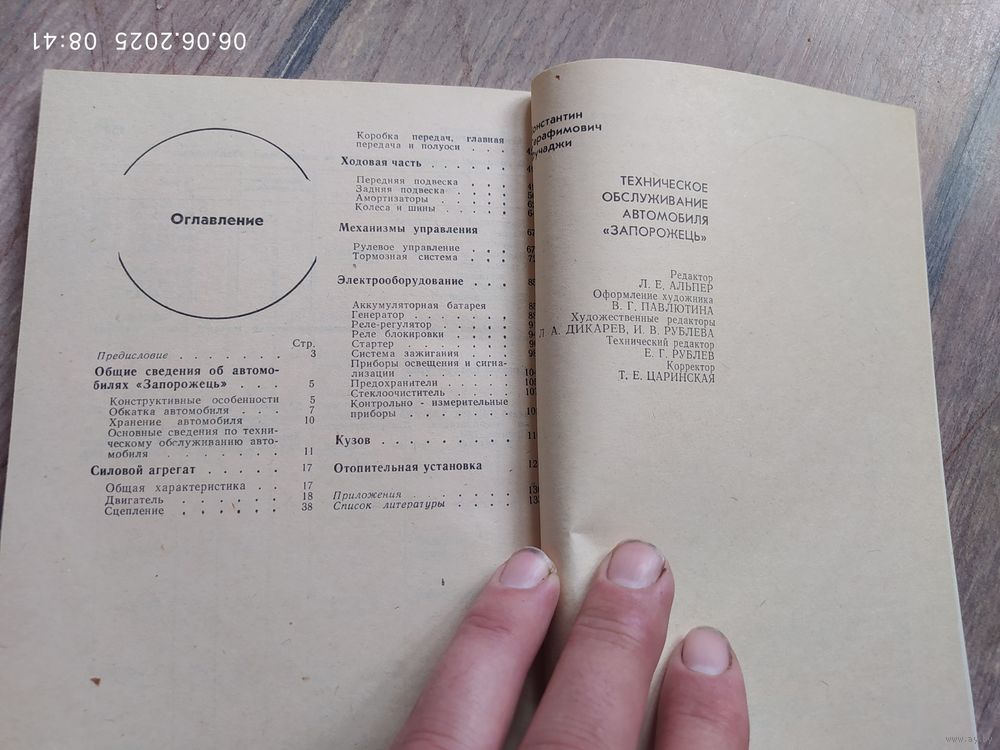 06.06.2025 08:41
Оглавление
Стр.
Предисловие . . . . . . . 3
Общие сведения об автомо-
билях «Запорожець» . . . 5
Конструктивные особенности 5
Обкатка автомобиля . . . 7
Хранение автомобиля 10
Основные сведения по техни-
ческому обслуживанию авто-
мобиля . . . . . . . . 11
Силовой агрегат . . . . . 17
Общая характеристика . . 17
Двигатель . . . . . . 18
Сцепление . . . . . . 38
Коробка передач, главная
передача и полуоси . . .
Ходовая часть . . . .
Передняя подвеска . . .
Задняя подвеска . . . .
Амортизаторы . . . .
Колеса и шины . . . .
Механизмы управления
Рулевое управление . . .
Тормозная система . . .
Электрооборудование . . .
Аккумуляторная батарея
Генератор . . . . . .
Реле-регулятор . . . .
Реле блокировки . . . .
Стартер . . . . . .
Система зажигания . . .
Приборы освещения и сигна-
лизации . . . . . . .
Предохранители . . . .
Стеклоочиститель . . . .
Контрольно - измерительные
приборы . . . . . . .
Кузов . . . . . . . .
Отопительная установка
Приложения . . . . .
Список литературы . . . .
ТЕХНИЧЕСКОЕ
ОБСЛУЖИВАНИЕ
АВТОМОБИЛЯ
«ЗАПОРОЖЕЦЬ»
Редактор
Л. Е. АЛЬПЕР
Оформление художника
В. Г. ПАВЛЮТИНА
Художественные редакторы
А. ДИКАРЕВ, И. В. РУБЛЕВА
Технический редактор
Е. Г. РУБЛЕВ
Корректор
Т. Е. ЦАРИНСКАЯ